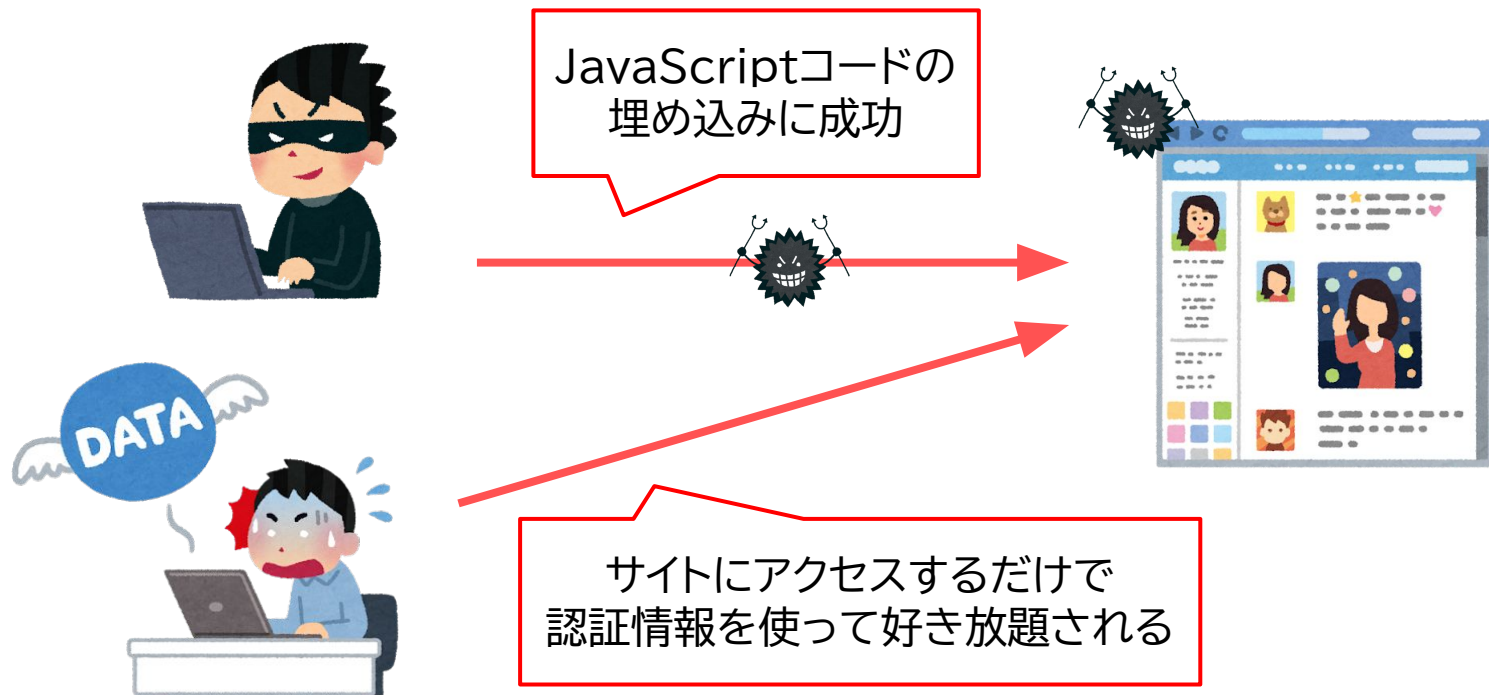 JavaScriptコードの
埋め込みに成功
DATA
サイトにアクセスするだけで
認証情報を使って好き放題される